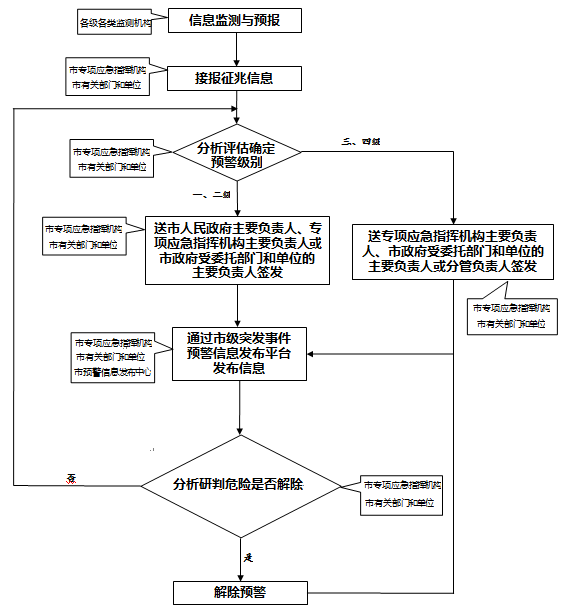 各级各类监测机构
信息监测与预报
市专项应急指挥机构
市有关部门和单位
接报征兆信息
市专项应急指挥机构
市有关部门和单位
分析评估确定
预警级别
三、四级
一、二级
市专项应急指挥机构
市有关部门和单位
送市人民政府主要负责人、专
项应急指挥机构主要负责人或
市政府受委托部门和单位的
主要负责人签发
送专项应急指挥机构主要负责
人、市政府受委托部门和单位的
主要负责人或分管负责人签发
市专项应急指挥机构
市有关部门和单位
市专项应急指挥机构
市有关部门和单位
市预警信息发布中心
通过市级突发事件
预警信息发布平台
发布信息
否
分析研判危险是否解除
市专项应急指挥机构
市有关部门和单位
是
解除预警